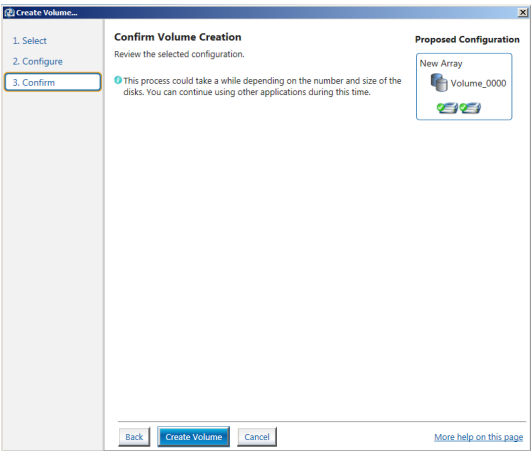 Create Volume...
1. Select
2. Configure
3. Confirm
Confirm Volume Creation
Review the selected configuration.
This process could take a while depending on the number and size of the
disks. You can continue using other applications during this time.
Proposed Configuration
New Array
Volume_0000
Back
Create Volume
Cancel
More help on this page